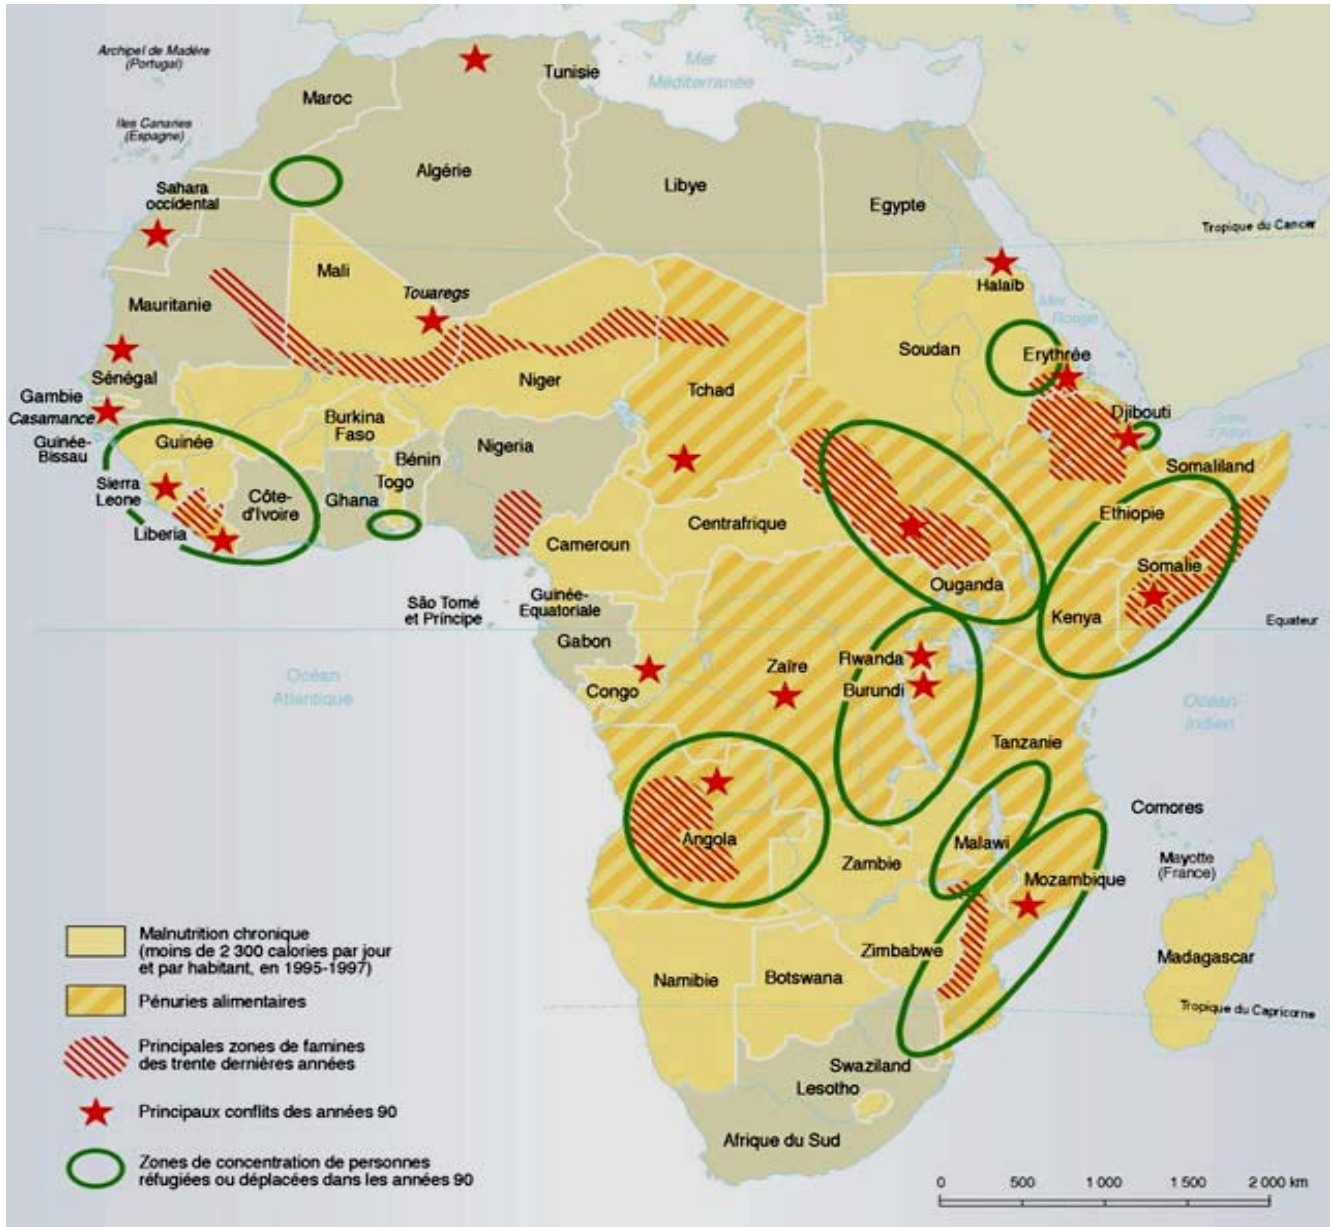 Archipel de Madère
(Portugal)
Iles Canaries
(Espagne)
Mer
Méditerranée
Tunisie
Maroc
Algérie
Libye
Egypte
Sahara
occidental
Tropique du Cancer
Mali
Halaïb
Mauritanie
Touaregs
Mer
Rouge
Soudan
Erythrée
Sénégal
Niger
Tchad
Gambie
Casamance
Guinée-
Bissau
Burkina
Faso
Djibouti
Guinée
Nigeria
Bénin
Somaliland
Sierra
Leone
Côte-
d'Ivoire
Ghana
Togo
Liberia
Centrafrique
Ethiopie
Cameroun
Somalie
Ouganda
São Tomé
et Príncipe
Guinée-
Equatoriale
Kenya
Equateur
Gabon
Océan
Atlantique
Congo
Zaïre
Rwanda
Burundi
Océan
Indien
Tanzanie
Comores
Angola
Malawi
Zambie
Mayotte
(France)
Mozambique
Zimbabwe
Madagascar
Namibie
Botswana
Tropique du Capricorne
Swaziland
Lesotho
Afrique du Sud
Malnutrition chronique
(moins de 2 300 calories par jour
et par habitant, en 1995-1997)
Pénuries alimentaires
Principales zones de famines
des trente dernières années
Principaux conflits des années 90
Zones de concentration de personnes
réfugiées ou déplacées dans les années 90
0 500 1 000 1 500 2 000 km